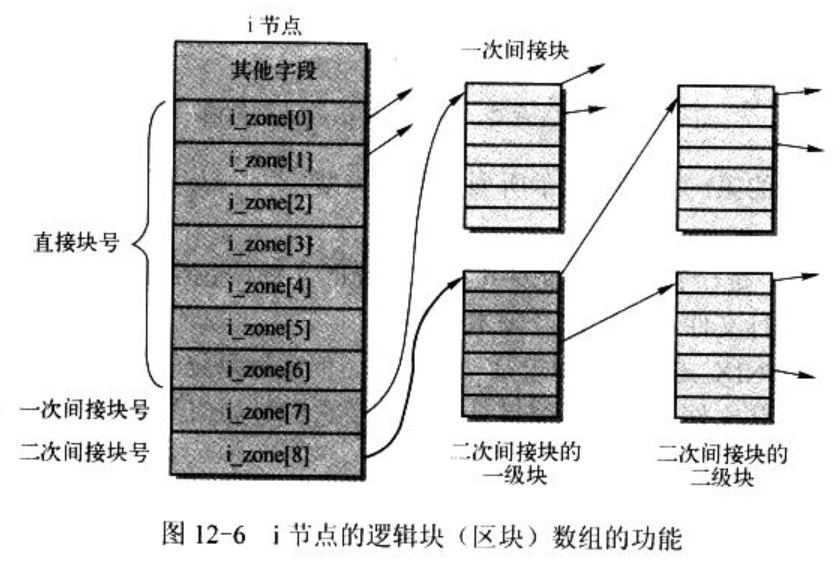 i 节点
其他字段
i_zone[0]
i_zone[1]
i_zone[2]
i_zone[3]
i_zone[4]
i_zone[5]
i_zone[6]
i_zone[7]
i_zone[8]
直接块号
一次间接块号
二次间接块号
一次间接块
二次间接块的
一级块
二次间接块的
二级块
图 12-6 i 节点的逻辑块（区块）数组的功能